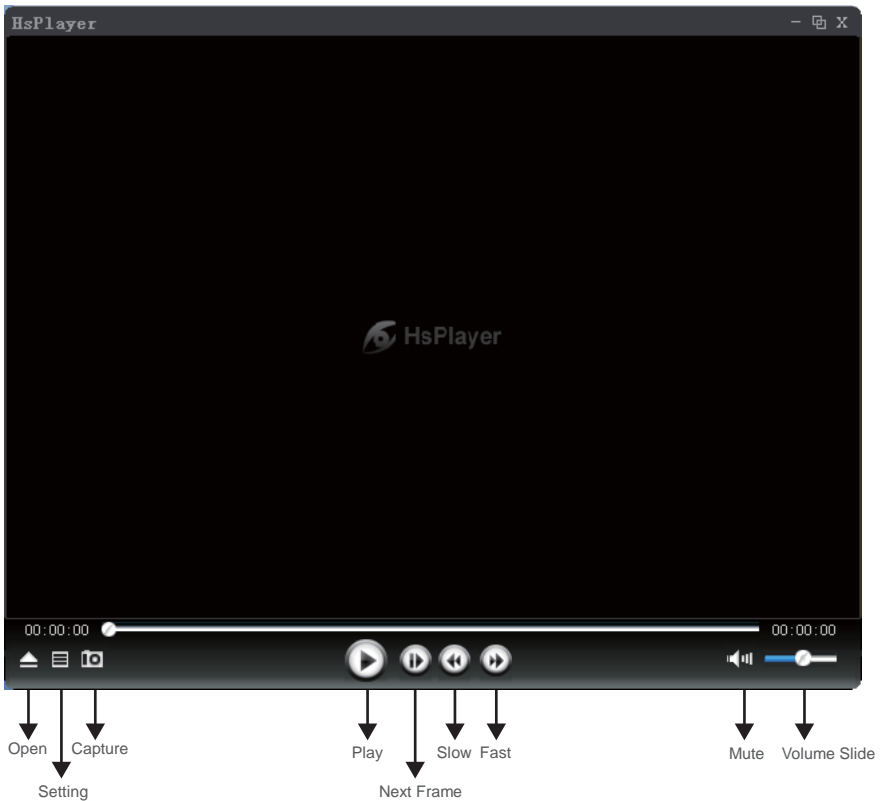 HsPlayer
HsPlayer
00:00:00 00:00:00
Open Capture Play Slow Fast Mute Volume Slide
Setting Next Frame